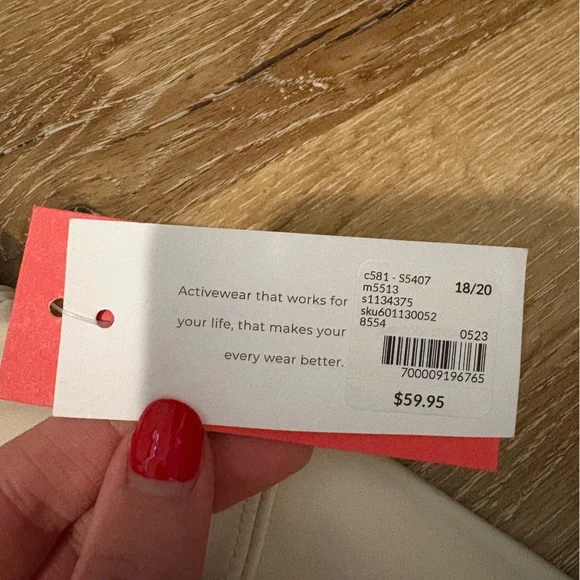 Activewear that works for
your life, that makes your
every wear better.
c581 - S5407
m5513
s1134375
sku601130052
8554
18/20
0523
700009196765
$59.95